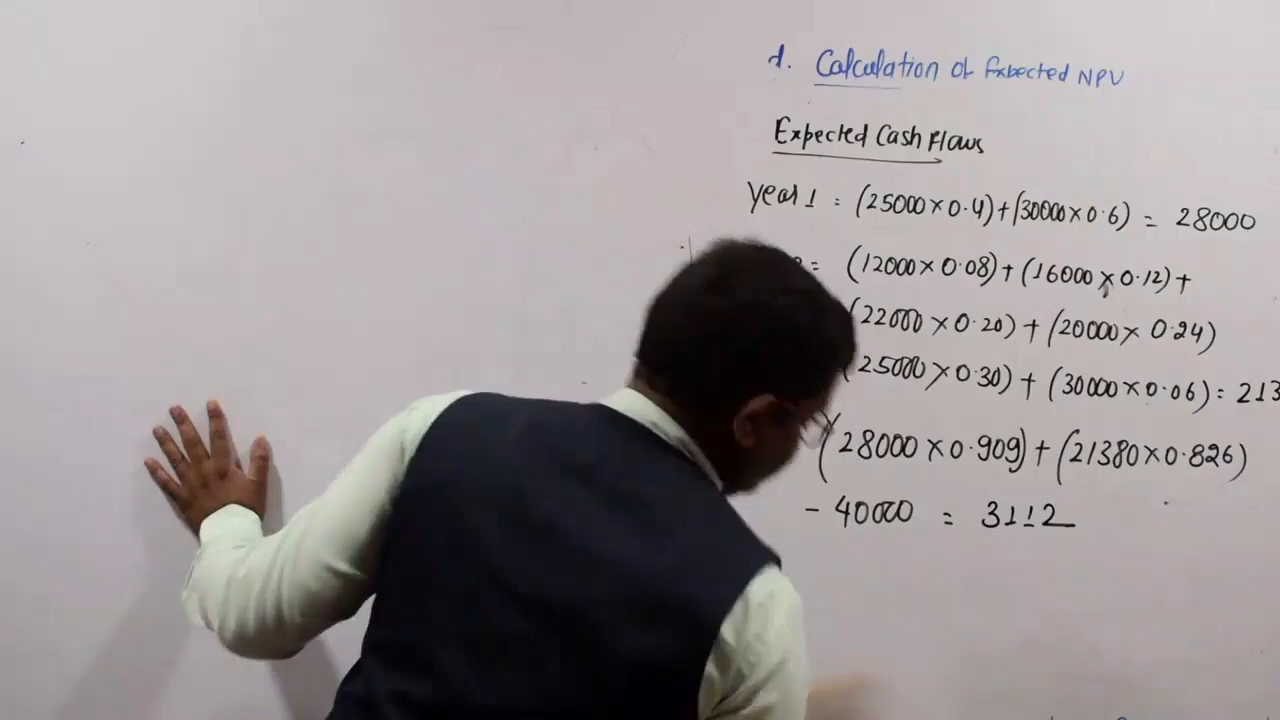 d. Calculation of Expected NPV
Expected Cash Flows
Year 1 = (25000×0.4)+(30000×0.6) = 28000
= (12000×0.08)+(16000×0.12)+
(22000×0.20)+(20000×0.24)
(25000×0.30)+(30000×0.06)=213
(28000×0.909)+(21380×0.826)
- 40000 = 3112